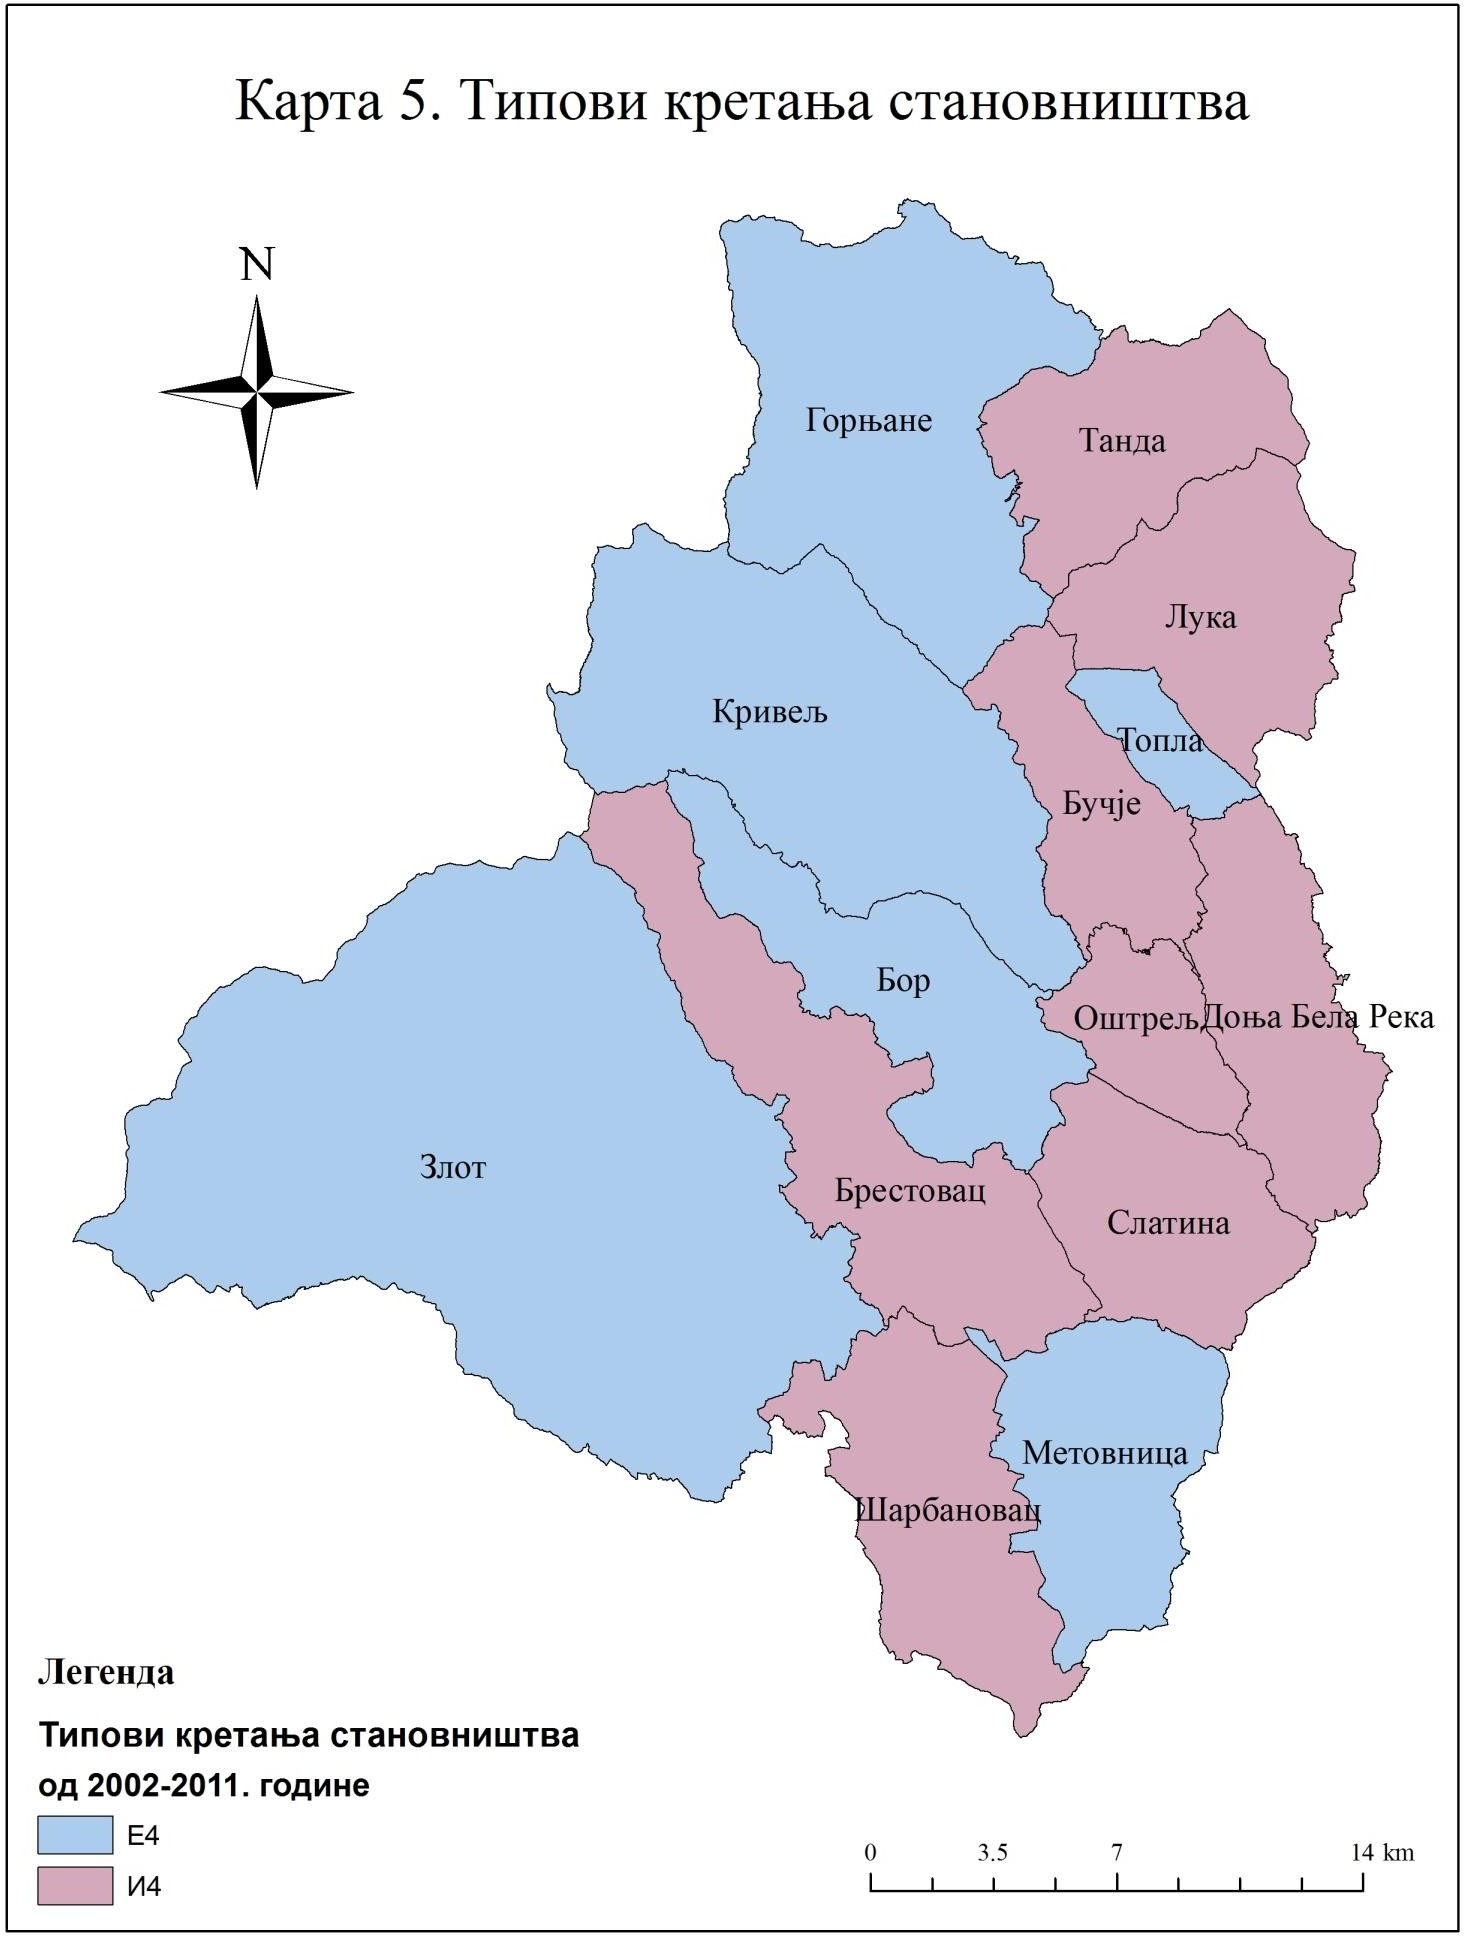 Карта 5. Типови кретања становништва
N
Горњане
Танда
Лука
Кривељ
Топла
Бучје
Бор
Оштрељ
Доња Бела Река
Злот
Брестовац
Слатина
Метовница
Шарбановац
Легенда
Типови кретања становништва
од 2002-2011. године
Е4
И4
0 3.5 7 14 km